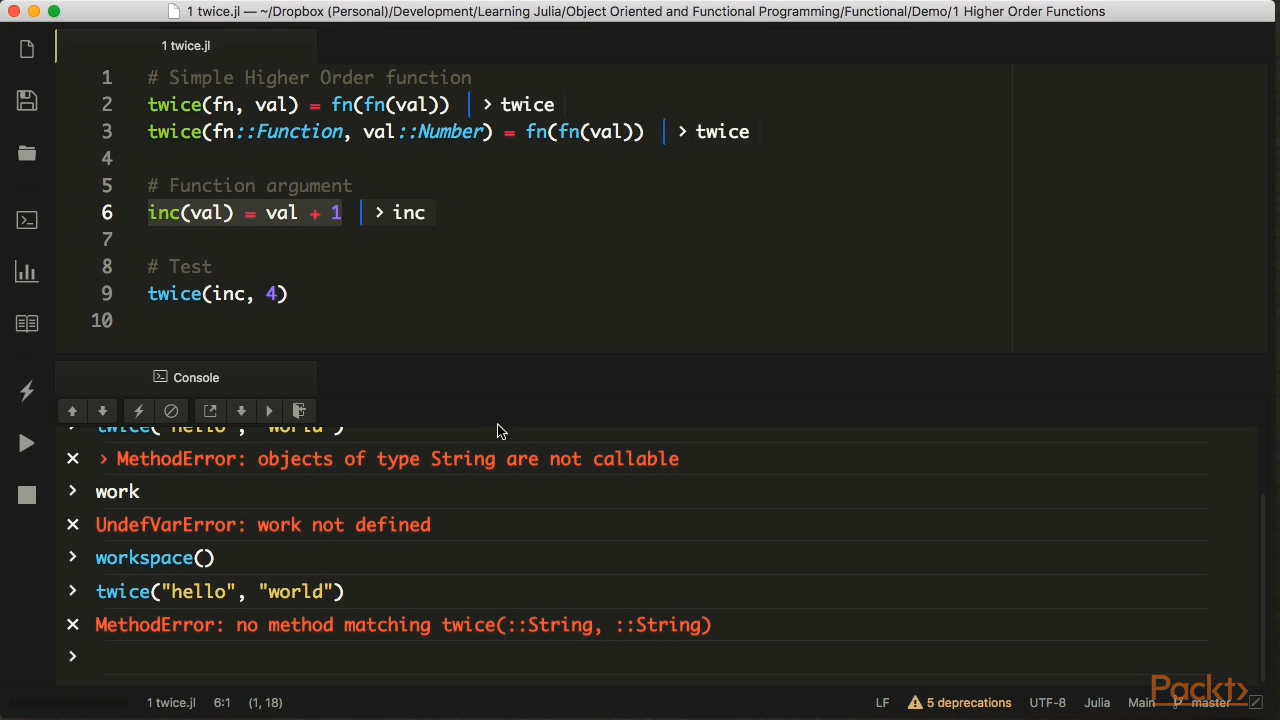 1 twice.jl — ~/Dropbox (Personal)/Development/Learning Julia/Object Oriented and Functional Programming/Functional/Demo/1 Higher Order Functions
1 twice.jl
1 # Simple Higher Order function
2 twice(fn, val) = fn(fn(val)) > twice
3 twice(fn::Function, val::Number) = fn(fn(val)) > twice
4
5 # Function argument
6 inc(val) = val + 1 > inc
7
8 # Test
9 twice(inc, 4)
10
Console
> twice("hello", "world")
× > MethodError: objects of type String are not callable
> work
× UndefVarError: work not defined
> workspace()
> twice("hello", "world")
× MethodError: no method matching twice(::String, ::String)
>
1 twice.jl 6:1 (1, 18) LF 5 deprecations UTF-8 Julia Main master
Packt>